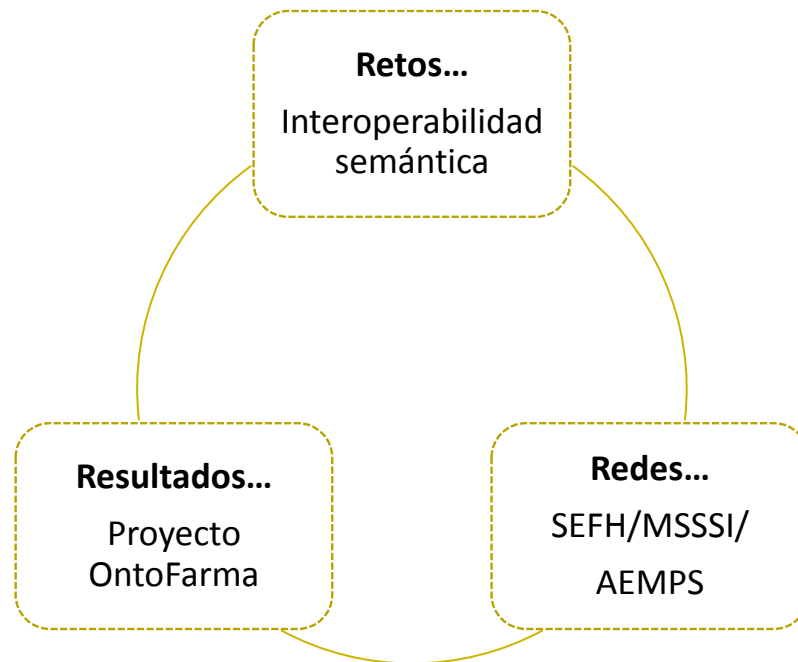 Retos...
Interoperabilidad
semántica
Resultados...
Proyecto
OntoFarma
Redes...
SEFH/MSSSI/
AEMPS